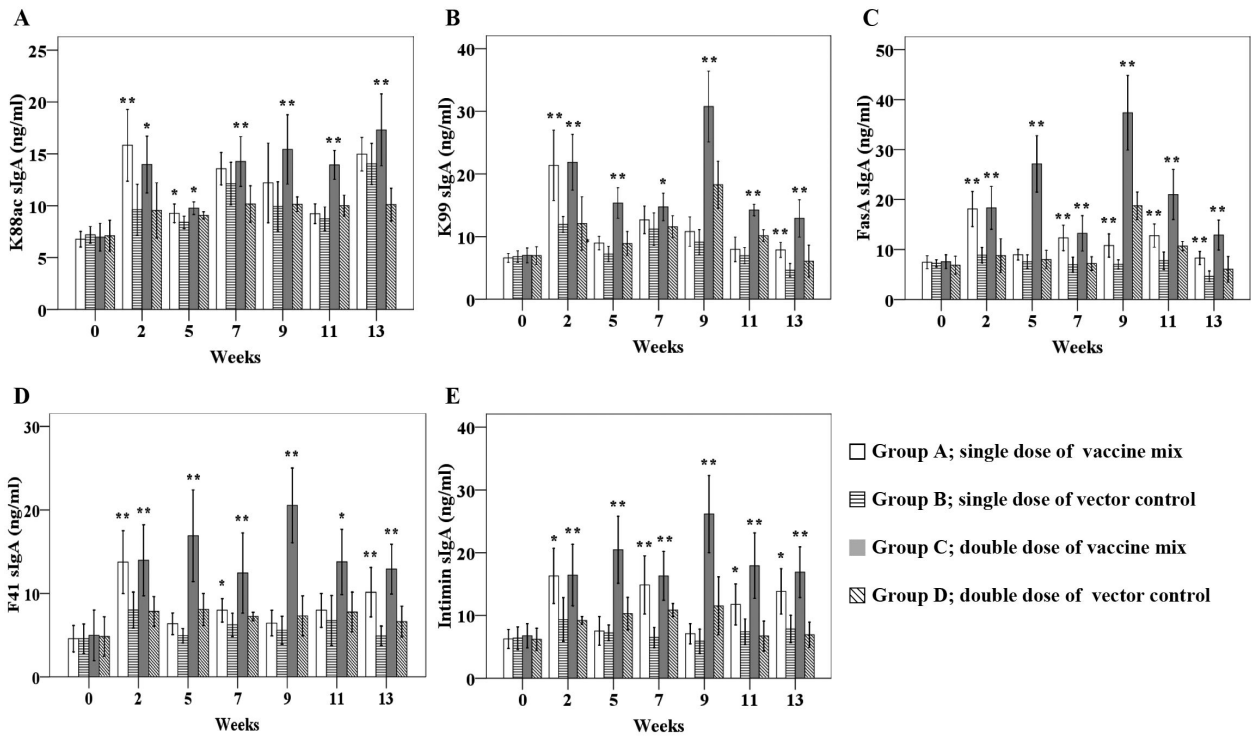 A
K88ac sIgA (ng/ml)
25
20
15
10
5
0
** * * * ** ** ** **
0 2 5 7 9 11 13
Weeks
B
K99 sIgA (ng/ml)
40
30
20
10
0
** ** ** * ** ** ** **
0 2 5 7 9 11 13
Weeks
C
FasA sIgA (ng/ml)
50
40
30
20
10
0
** ** ** ** ** ** ** ** ** ** **
0 2 5 7 9 11 13
Weeks
D
F41 sIgA (ng/ml)
30
20
10
0
** ** ** * ** ** * ** **
0 2 5 7 9 11 13
Weeks
E
Intimin sIgA (ng/ml)
40
30
20
10
0
* ** ** ** ** ** * ** * **
0 2 5 7 9 11 13
Weeks
Group A; single dose of vaccine mix
Group B; single dose of vector control
Group C; double dose of vaccine mix
Group D; double dose of vector control